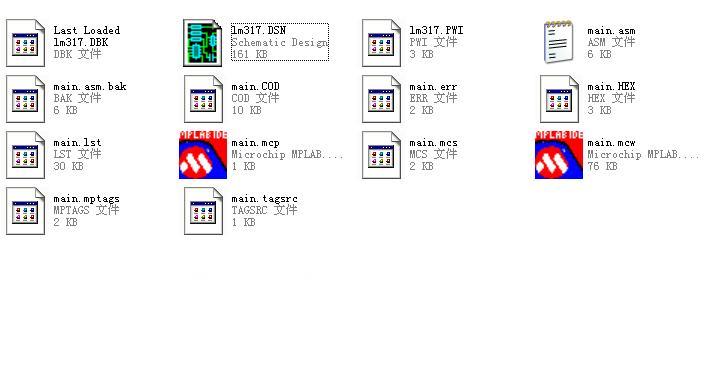 Last Loaded
lm317.DBK
DBK 文件
lm317.DSN
Schematic Design
161 KB
lm317.PWI
PWI 文件
3 KB
main.asm
ASM 文件
6 KB
main.asm.bak
BAK 文件
6 KB
main.COD
COD 文件
10 KB
main.err
ERR 文件
2 KB
main.HEX
HEX 文件
3 KB
main.lst
LST 文件
30 KB
MPLAB IDE
main.mcp
Microchip MPLAB....
1 KB
main.mcs
MCS 文件
2 KB
MPLAB IDE
main.mcw
Microchip MPLAB....
76 KB
main.mptags
MPTAGS 文件
2 KB
main.tagsrc
TAGSRC 文件
1 KB